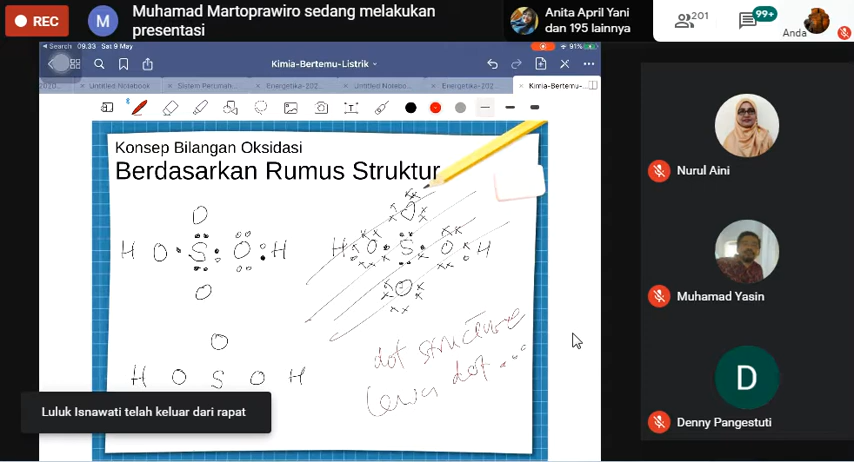 REC
M
Muhamad Martoprawiro sedang melakukan
presentasi
Anita April Yani
dan 195 lainnya
201
99+
Anda
Search 09.33 Sat 9 May
91%
Kimia-Bertemu-Listrik
Untitled Notebook
Sistem Perumah...
Energetika-202...
Untitled Noteboo...
Energetika-202...
Kimia-Bertemu-...
Konsep Bilangan Oksidasi
Berdasarkan Rumus Struktur
O O
H O S O H H O S O H
O O
O
H O S O H
dot structure
Lewis dot ...
Luluk Isnawati telah keluar dari rapat
Nurul Aini
Muhamad Yasin
D
Denny Pangestuti